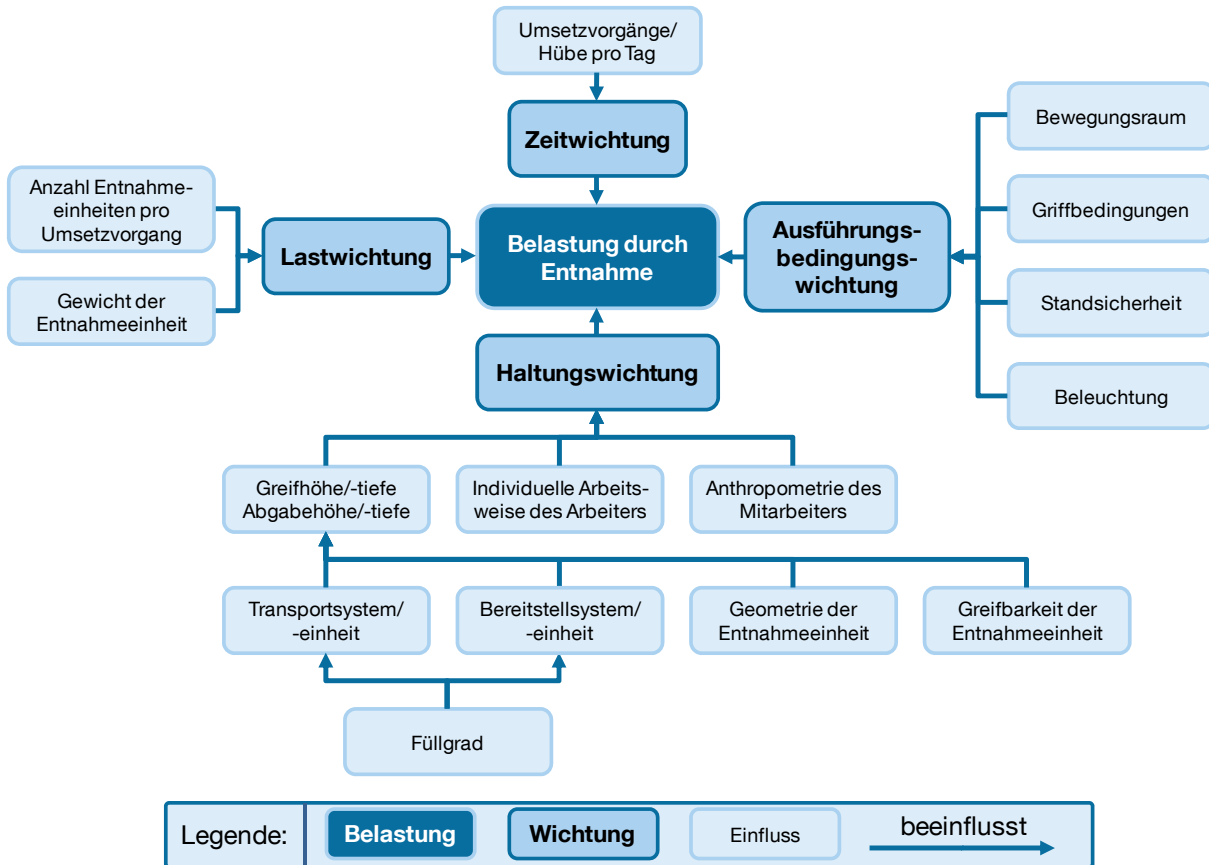 Umsetzvorgänge/
Hübe pro Tag
Zeitwichtung
Bewegungsraum
Anzahl Entnahme-
einheiten pro
Umsetzvorgang
Griffbedingungen
Lastwichtung
Belastung durch
Entnahme
Ausführungs-
bedingungs-
wichtung
Gewicht der
Entnahmeeinheit
Standsicherheit
Haltungswichtung
Beleuchtung
Greifhöhe/-tiefe
Abgabehöhe/-tiefe
Individuelle Arbeits-
weise des Arbeiters
Anthropometrie des
Mitarbeiters
Transportsystem/
-einheit
Bereitstellsystem/
-einheit
Geometrie der
Entnahmeeinheit
Greifbarkeit der
Entnahmeeinheit
Füllgrad
Legende:
Belastung
Wichtung
Einfluss
beeinflusst